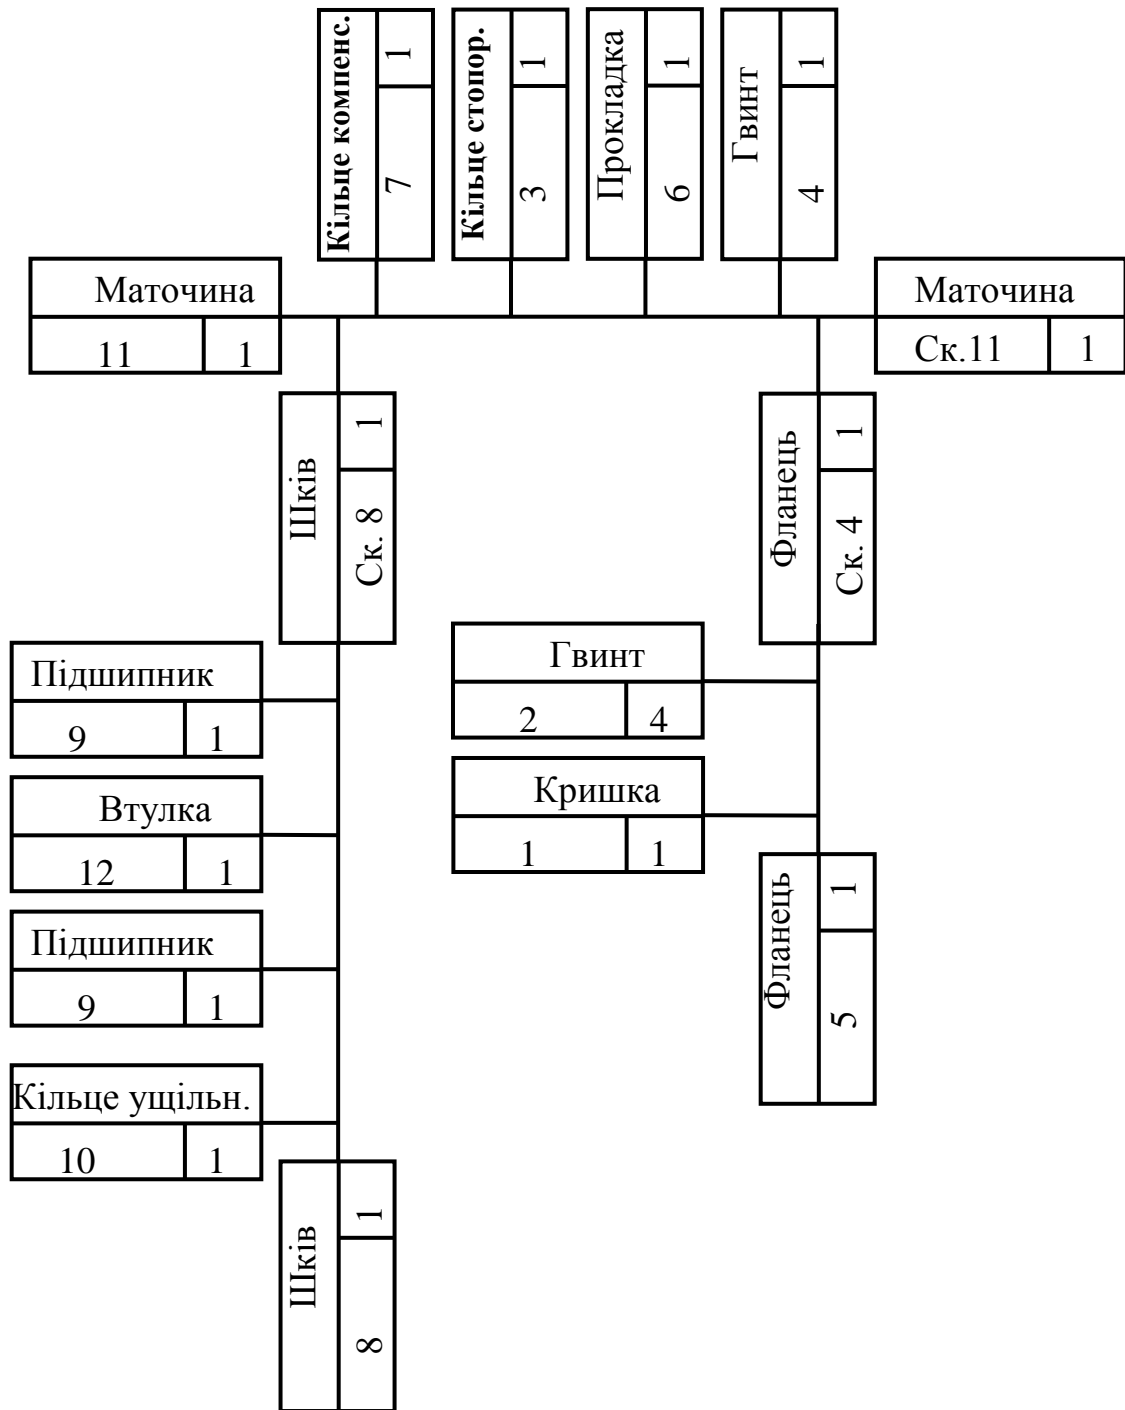 Кільце компенс.
7 1
Кільце стопор.
3 1
Прокладка
6 1
Гвинт
4 1
Маточина
11 1
Маточина
Ск.11 1
Шків
Ск. 8 1
Фланець
Ск. 4 1
Підшипник
9 1
Гвинт
2 4
Втулка
12 1
Кришка
1 1
Підшипник
9 1
Фланець
5 1
Кільце ущільн.
10 1
Шків
8 1